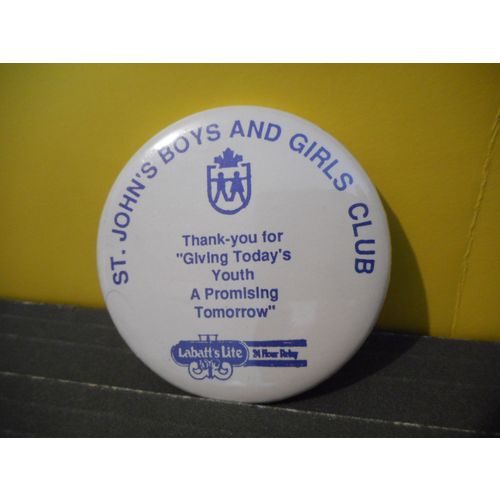 ST. JOHN'S BOYS AND GIRLS CLUB
Thank-you for
"Giving Today's
Youth
A Promising
Tomorrow"
Labatt's Lite 24 Hour Relay